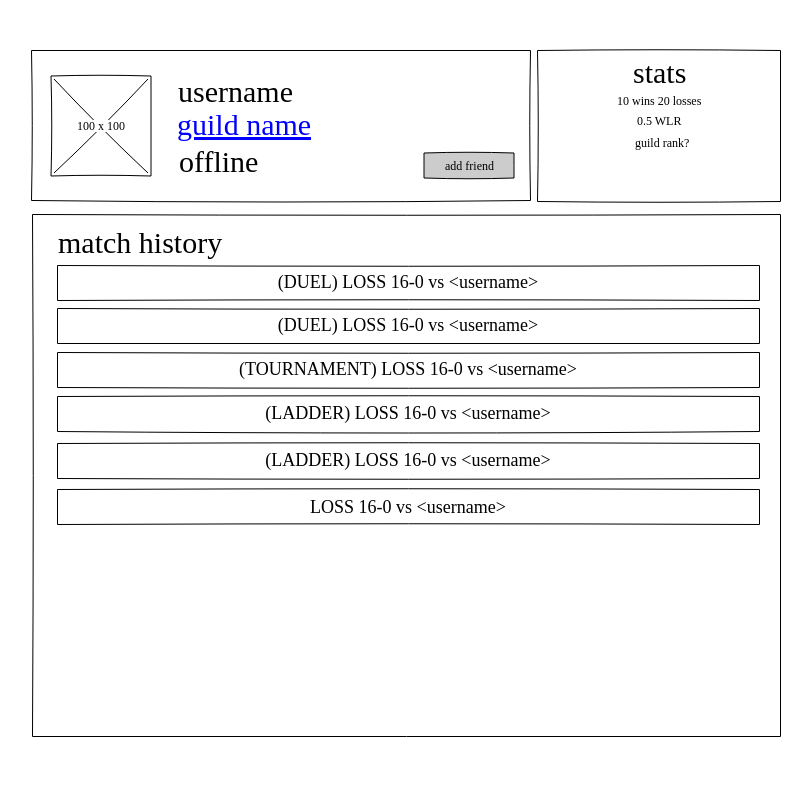 100 x 100
username
guild name
offline
add friend
stats
10 wins 20 losses
0.5 WLR
guild rank?
match history
(DUEL) LOSS 16-0 vs <username>
(DUEL) LOSS 16-0 vs <username>
(TOURNAMENT) LOSS 16-0 vs <username>
(LADDER) LOSS 16-0 vs <username>
(LADDER) LOSS 16-0 vs <username>
LOSS 16-0 vs <username>